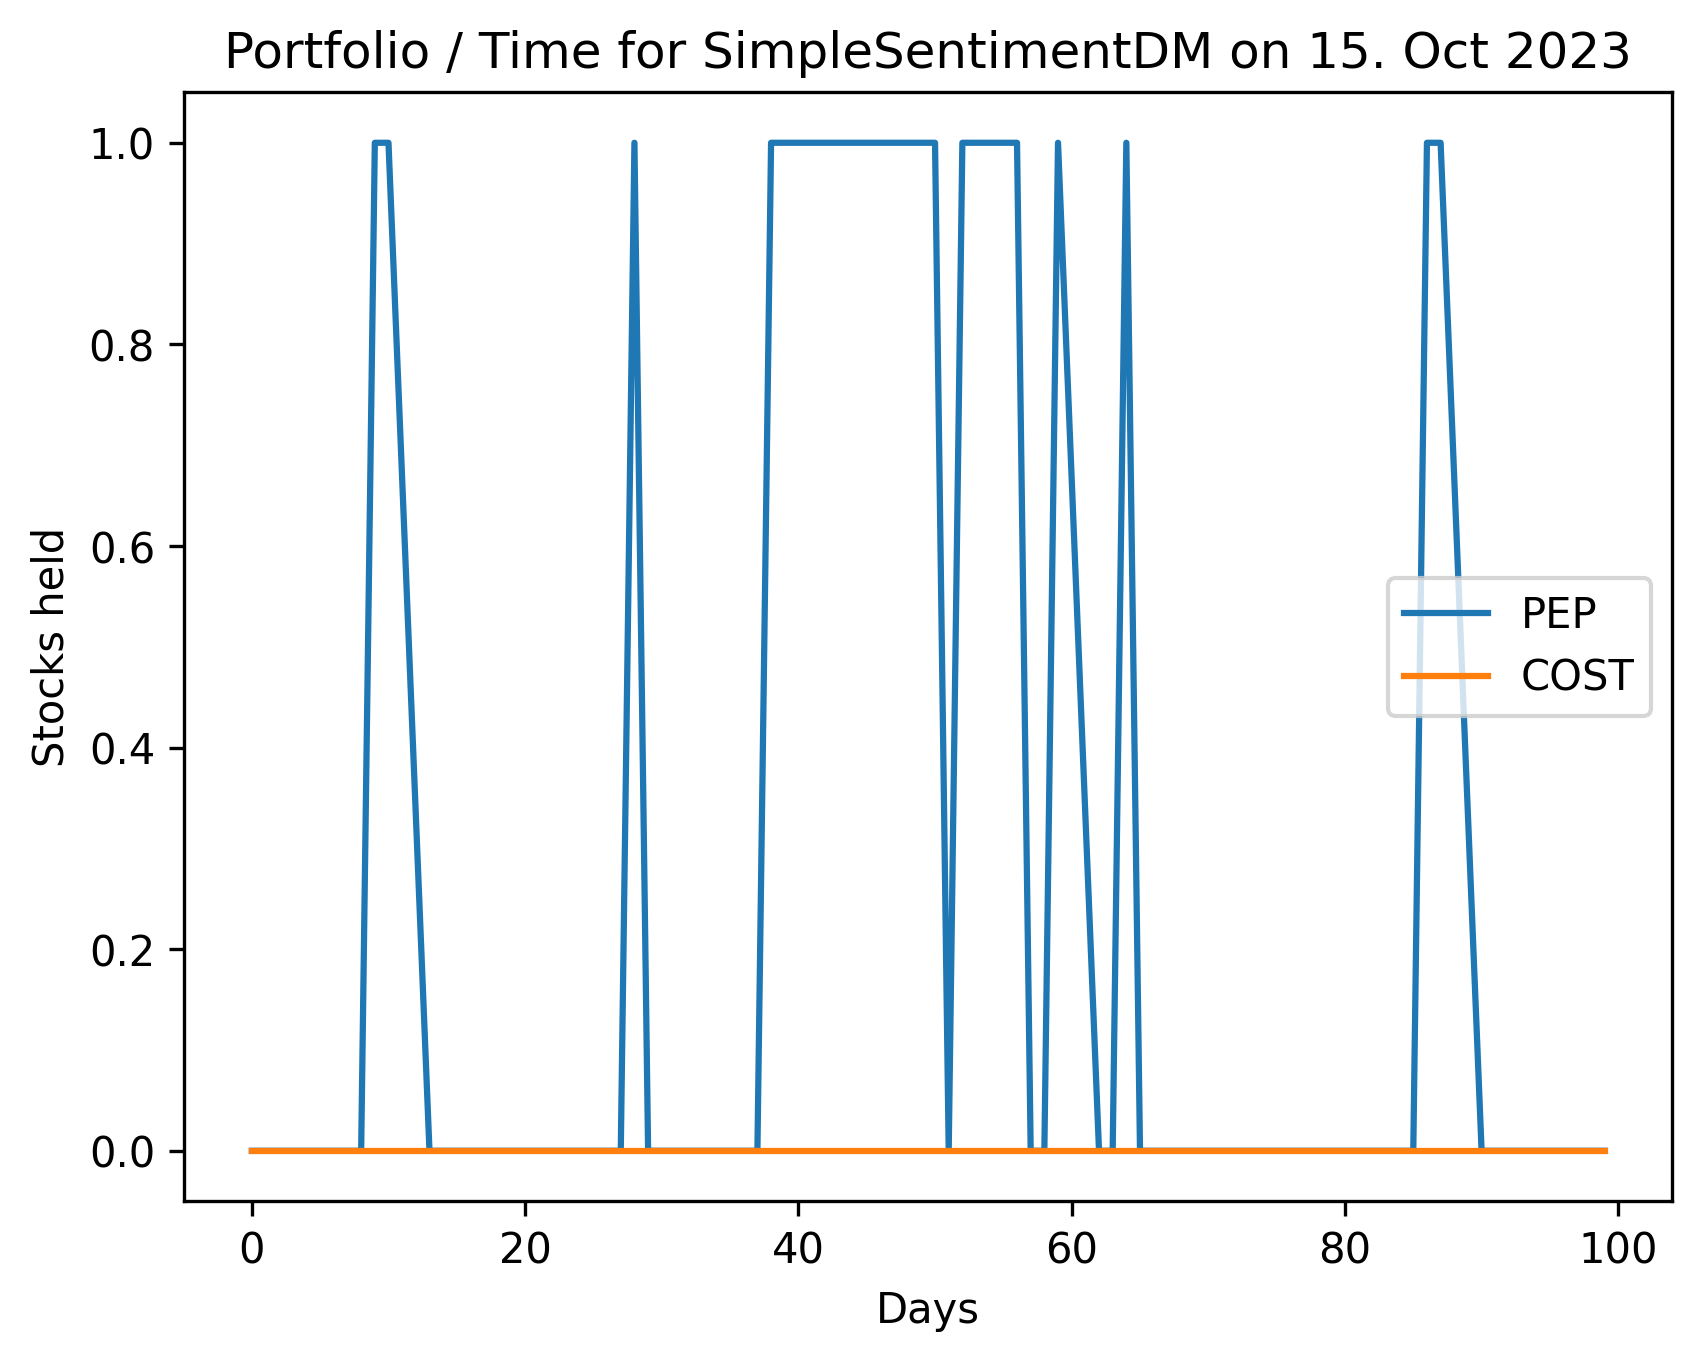 Portfolio / Time for SimpleSentimentDM on 15. Oct 2023
1.0
0.8
0.6
0.4
0.2
0.0
Stocks held
PEP
COST
0 20 40 60 80 100
Days